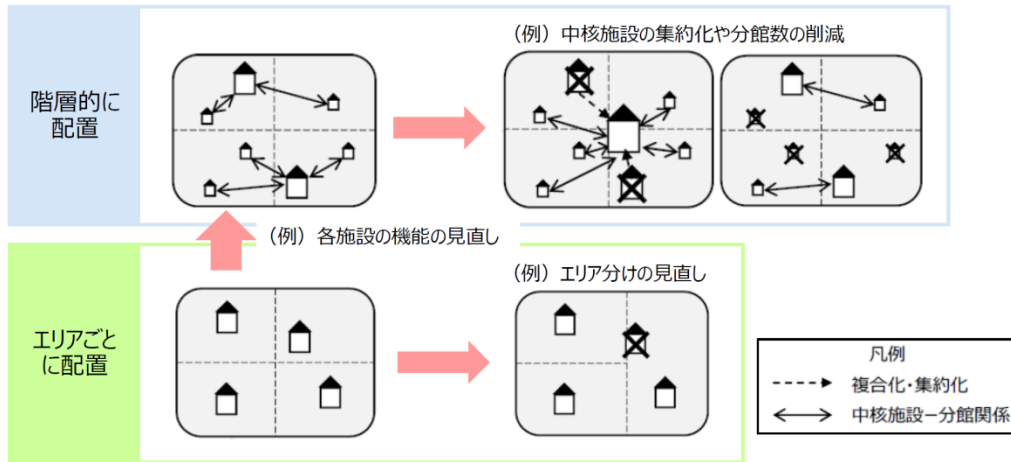 （例）中核施設の集約化や分館数の削減
階層的に
配置
（例）各施設の機能の見直し
（例）エリア分けの見直し
エリアごと
に配置
凡例
複合化・集約化
中核施設－分館関係